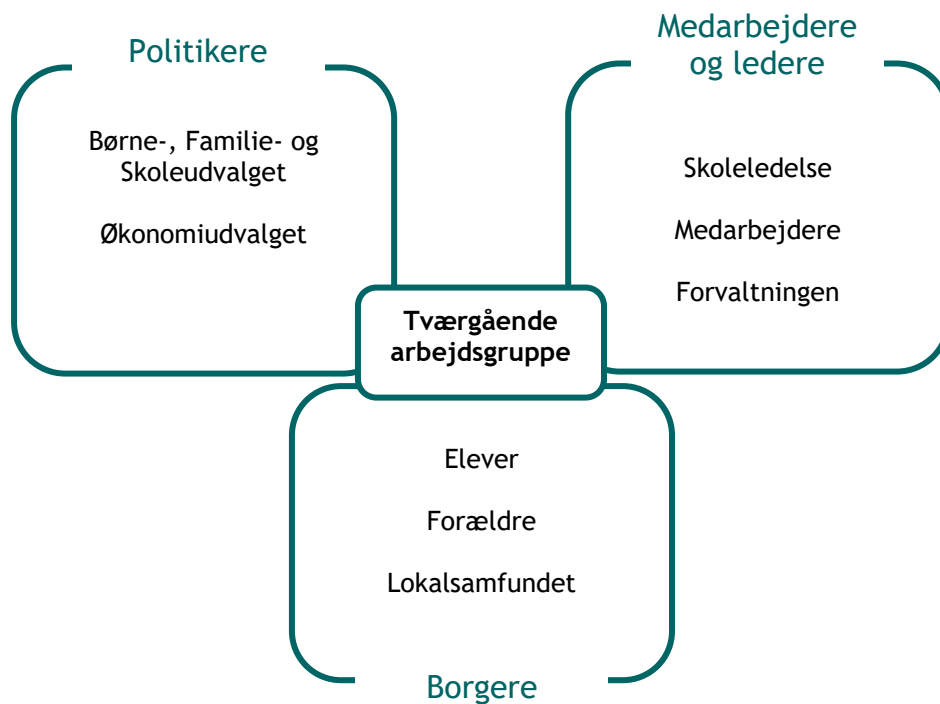 Politikere
Børne-, Familie- og
Skoleudvalget
Økonomiudvalget
Medarbejdere
og ledere
Skoleledelse
Medarbejdere
Forvaltningen
Tværgående
arbejdsgruppe
Elever
Forældre
Lokalsamfundet
Borgere